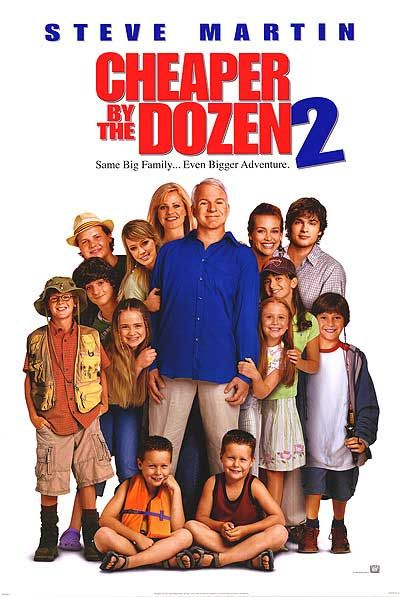 STEVE MARTIN
CHEAPER
BY THE DOZEN 2
Same Big Family... Even Bigger Adventure.